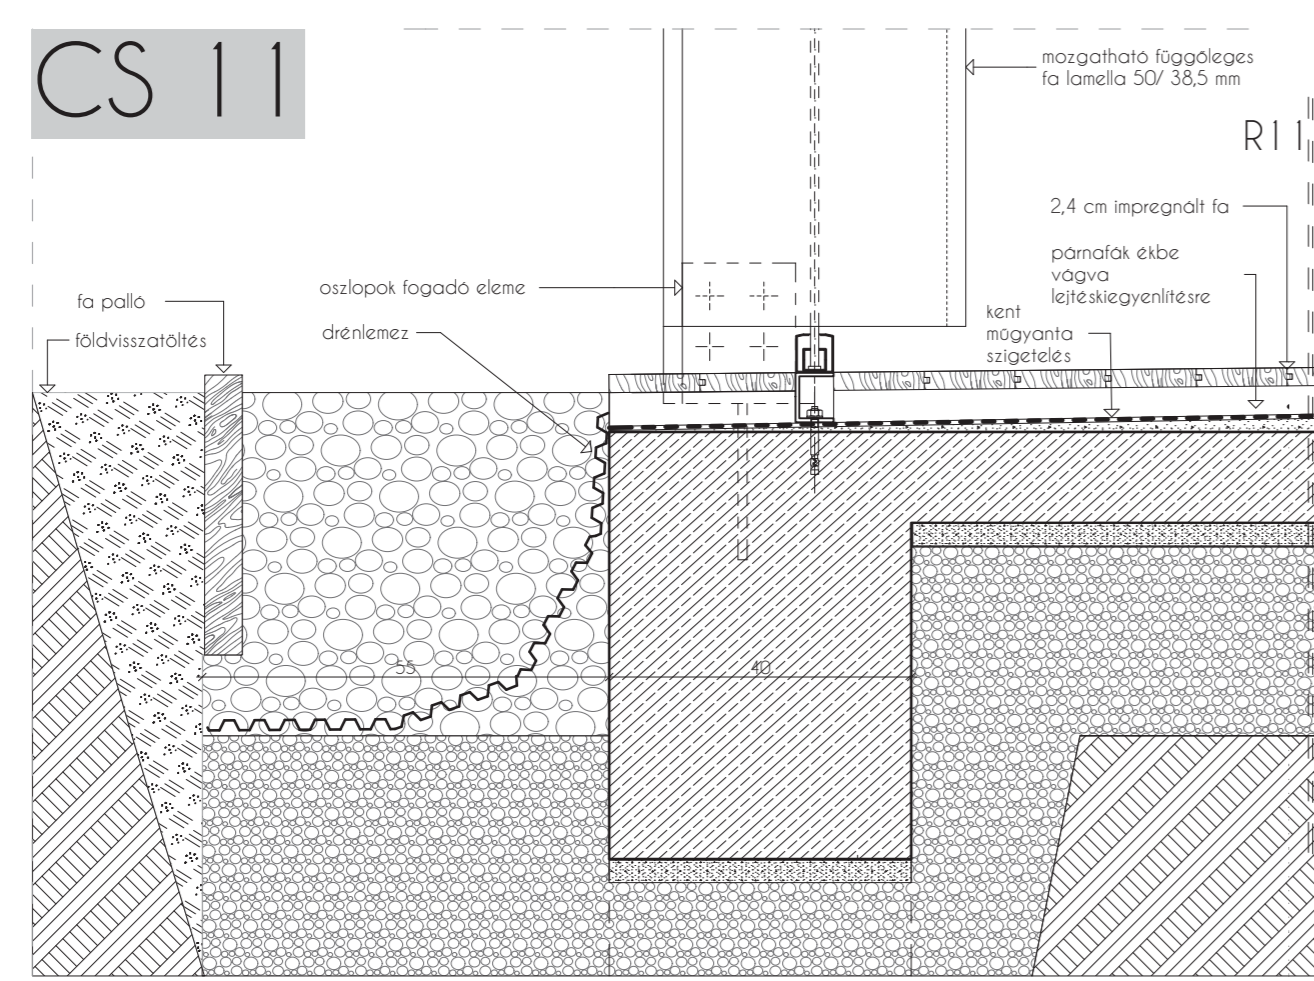 CS 11
mozgatható függőleges
fa lamella 50/ 38,5 mm
R11
2,4 cm impregnált fa
párnafák ékbe
vágva
lejtéskiegyenlítésre
kent
műgyanta
szigetelés
oszlopok fogadó eleme
drénlemez
fa palló
földvisszatöltés
55
40